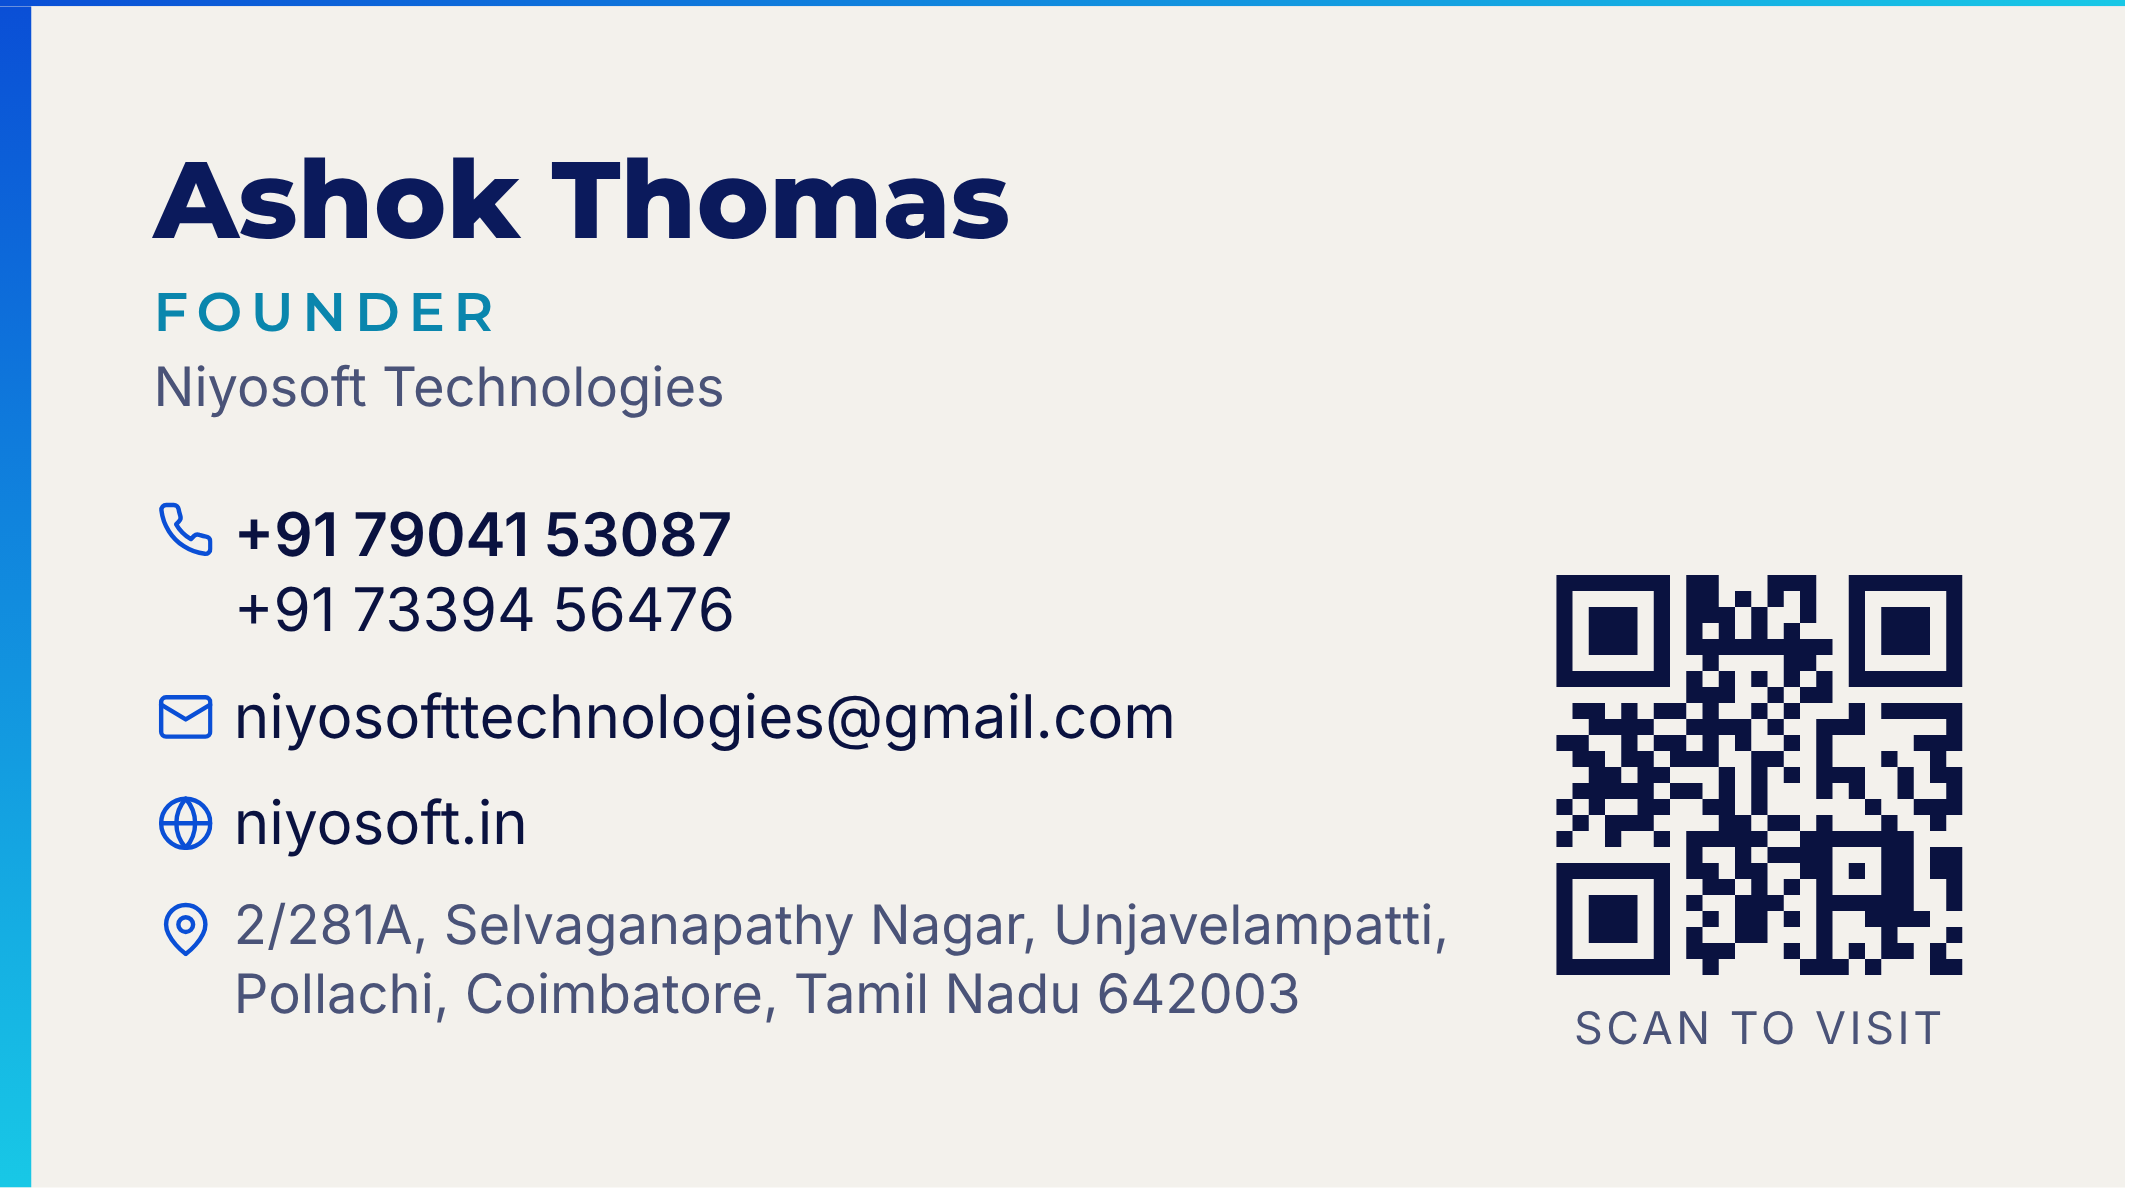 Ashok Thomas
FOUNDER
Niyosoft Technologies
+91 79041 53087
+91 73394 56476
niyosofttechnologies@gmail.com
niyosoft.in
2/281A, Selvaganapathy Nagar, Unjavelampatti,
Pollachi, Coimbatore, Tamil Nadu 642003
SCAN TO VISIT